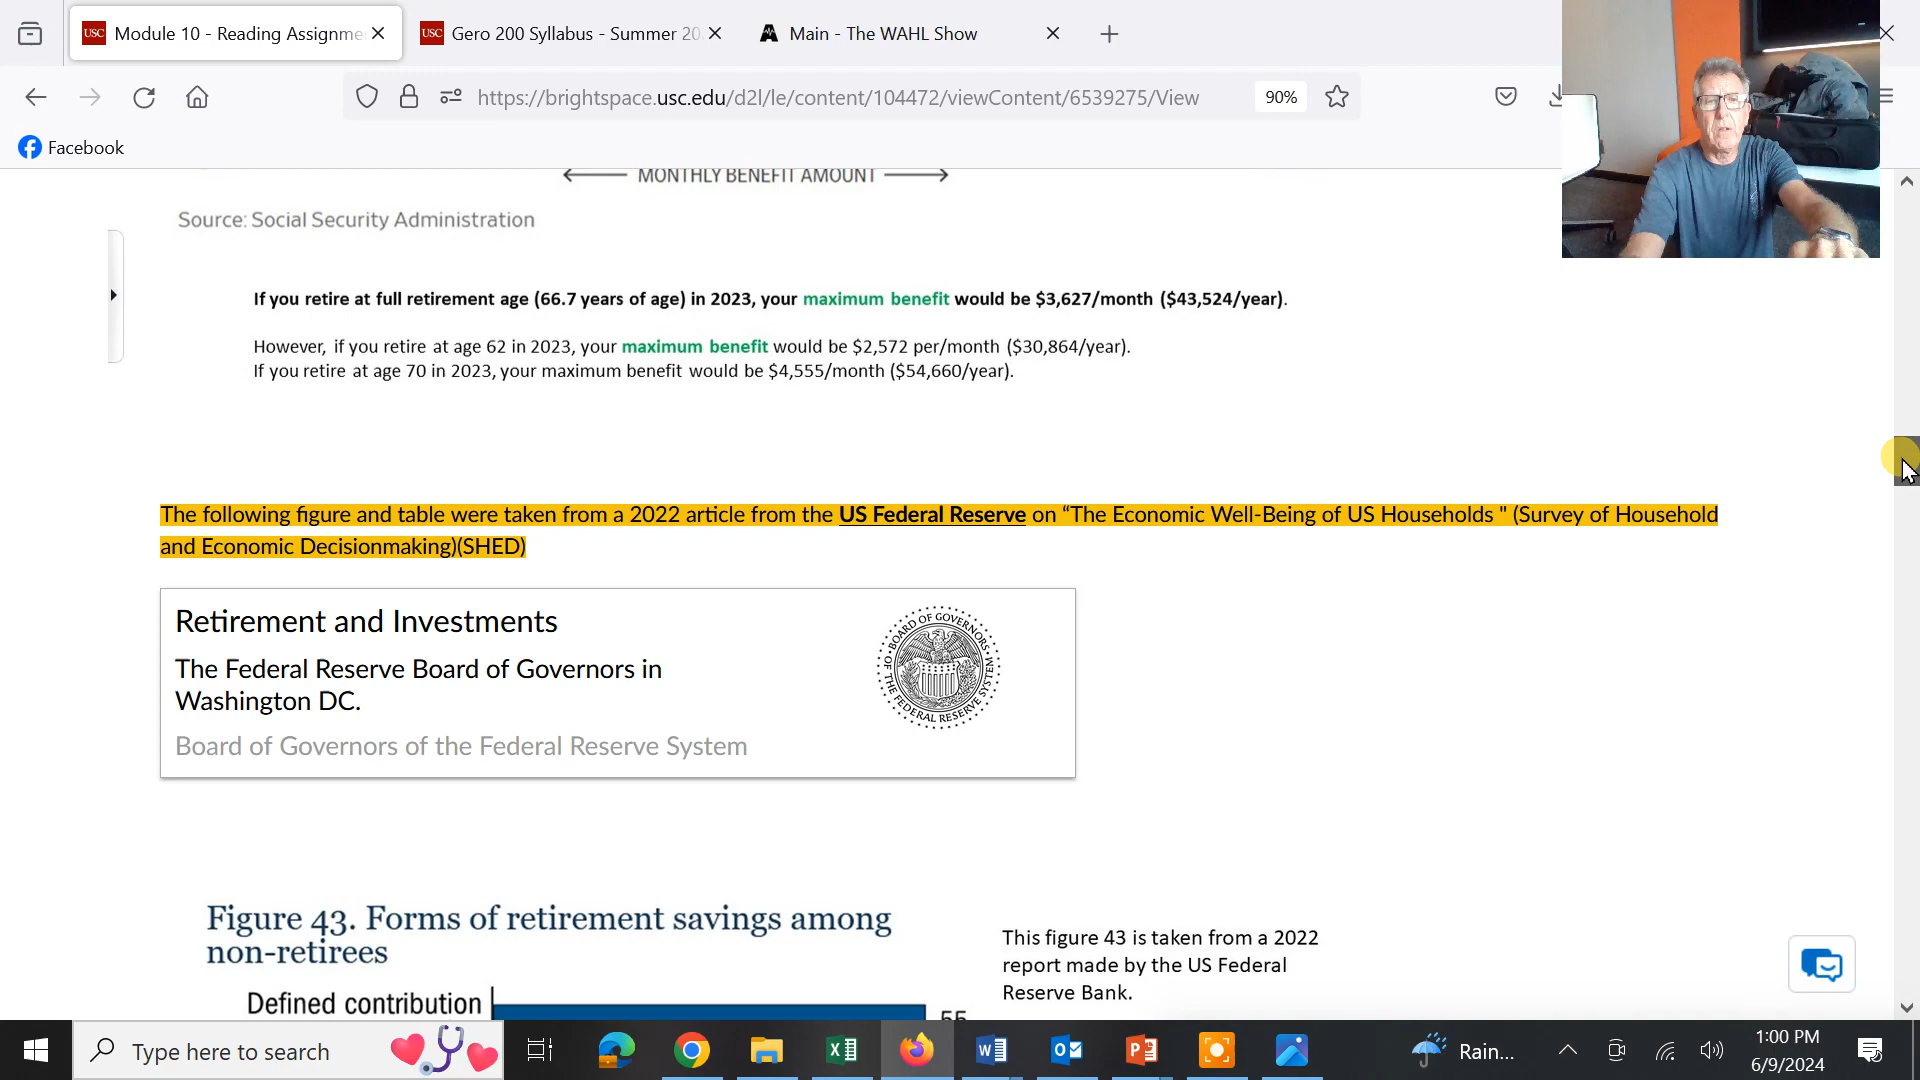 Module 10 - Reading Assignme
Gero 200 Syllabus - Summer 20
Main - The WAHL Show
https://brightspace.usc.edu/d2l/le/content/104472/viewContent/6539275/View
90%
Facebook
MONTHLY BENEFIT AMOUNT
Source: Social Security Administration
If you retire at full retirement age (66.7 years of age) in 2023, your maximum benefit would be $3,627/month ($43,524/year).
However, if you retire at age 62 in 2023, your maximum benefit would be $2,572 per/month ($30,864/year).
If you retire at age 70 in 2023, your maximum benefit would be $4,555/month ($54,660/year).
The following figure and table were taken from a 2022 article from the US Federal Reserve on “The Economic Well-Being of US Households " (Survey of Household
and Economic Decisionmaking)(SHED)
Retirement and Investments
The Federal Reserve Board of Governors in
Washington DC.
Board of Governors of the Federal Reserve System
BOARD OF GOVERNORS
OF THE FEDERAL RESERVE SYSTEM
Figure 43. Forms of retirement savings among
non-retirees
This figure 43 is taken from a 2022
report made by the US Federal
Reserve Bank.
Defined contribution
55
Type here to search
Rain...
1:00 PM
6/9/2024